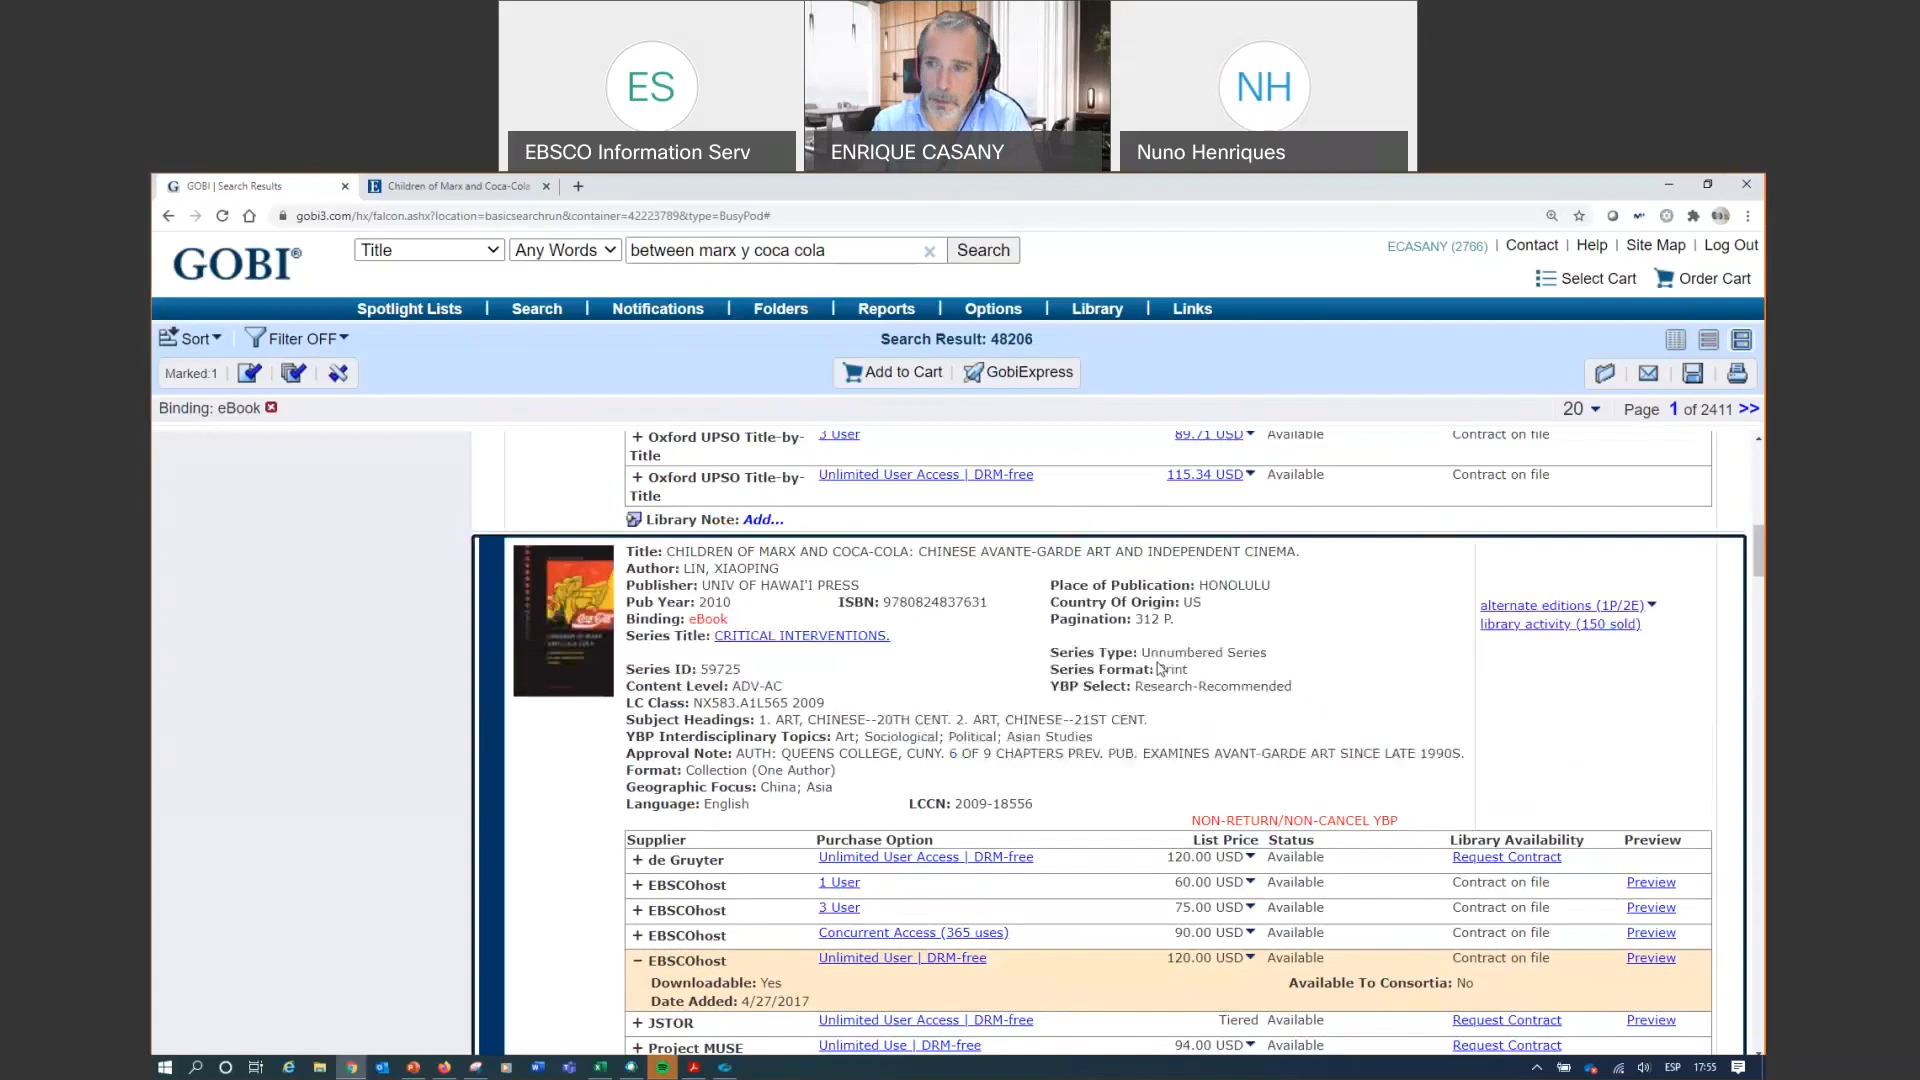 ES
NH
EBSCO Information Serv
ENRIQUE CASANY
Nuno Henriques
G GOBI | Search Results
Children of Marx and Coca-Cola
gobi3.com/hx/falcon.ashx?location=basicsearchrun&container=42223789&type=BusyPod#
GOBI®
Title Any Words between marx y coca cola Search
ECASANY (2766) | Contact | Help | Site Map | Log Out
Select Cart Order Cart
Spotlight Lists | Search | Notifications | Folders | Reports | Options | Library | Links
Sort Filter OFF Search Result: 48206
Marked:1 Add to Cart GobiExpress
Binding: eBook 20 Page 1 of 2411 >>
+ Oxford UPSO Title-by-Title 3 User 89.71 USD Available Contract on file
+ Oxford UPSO Title-by-Title Unlimited User Access | DRM-free 115.34 USD Available Contract on file
Library Note: Add...
Title: CHILDREN OF MARX AND COCA-COLA: CHINESE AVANTE-GARDE ART AND INDEPENDENT CINEMA.
Author: LIN, XIAOPING
Publisher: UNIV OF HAWAI'I PRESS Place of Publication: HONOLULU
Pub Year: 2010 ISBN: 9780824837631 Country Of Origin: US
Binding: eBook Pagination: 312 P.
alternate editions (1P/2E)
library activity (150 sold)
Series Title: CRITICAL INTERVENTIONS.
Series Type: Unnumbered Series
Series ID: 59725 Series Format: Print
Content Level: ADV-AC YBP Select: Research-Recommended
LC Class: NX583.A1L565 2009
Subject Headings: 1. ART, CHINESE--20TH CENT. 2. ART, CHINESE--21ST CENT.
YBP Interdisciplinary Topics: Art; Sociological; Political; Asian Studies
Approval Note: AUTH: QUEENS COLLEGE, CUNY. 6 OF 9 CHAPTERS PREV. PUB. EXAMINES AVANT-GARDE ART SINCE LATE 1990S.
Format: Collection (One Author)
Geographic Focus: China; Asia
Language: English LCCN: 2009-18556
NON-RETURN/NON-CANCEL YBP
Supplier Purchase Option List Price Status Library Availability Preview
+ de Gruyter Unlimited User Access | DRM-free 120.00 USD Available Request Contract
+ EBSCOhost 1 User 60.00 USD Available Contract on file Preview
+ EBSCOhost 3 User 75.00 USD Available Contract on file Preview
+ EBSCOhost Concurrent Access (365 uses) 90.00 USD Available Contract on file Preview
− EBSCOhost Unlimited User | DRM-free 120.00 USD Available Contract on file Preview
Downloadable: Yes Available To Consortia: No
Date Added: 4/27/2017
+ JSTOR Unlimited User Access | DRM-free Tiered Available Request Contract Preview
+ Project MUSE Unlimited Use | DRM-free 94.00 USD Available Request Contract
ESP 17:55